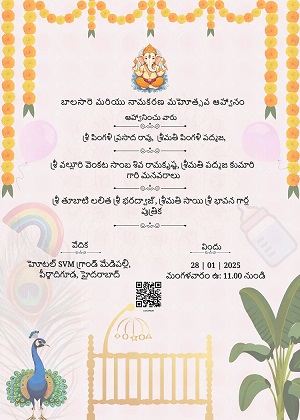 బాలసారె మరియు నామకరణ మహోత్సవ ఆహ్వానం
ఆహ్వానించు వారు
శ్రీ పింగళి ప్రసాద రావు, శ్రీమతి పింగళి పద్మజ,
శ్రీ వల్లూరి వెంకట సాంబ శివ రామకృష్ణ, శ్రీమతి పద్మజ కుమారి
గారి మనవరాలు
శ్రీ తూబాటి లలిత శ్రీ భరద్వాజ్, శ్రీమతి సాయి శ్రీ భావన గార్ల
పుత్రిక
వేదిక
విందు
హెూటల్ SVM గ్రాండ్ మేడిపల్లి,
పీర్జాదిగూడ, హైదరాబాద్
28 | 01 | 2025
మంగళవారం ఉ: 11.00 నుండి